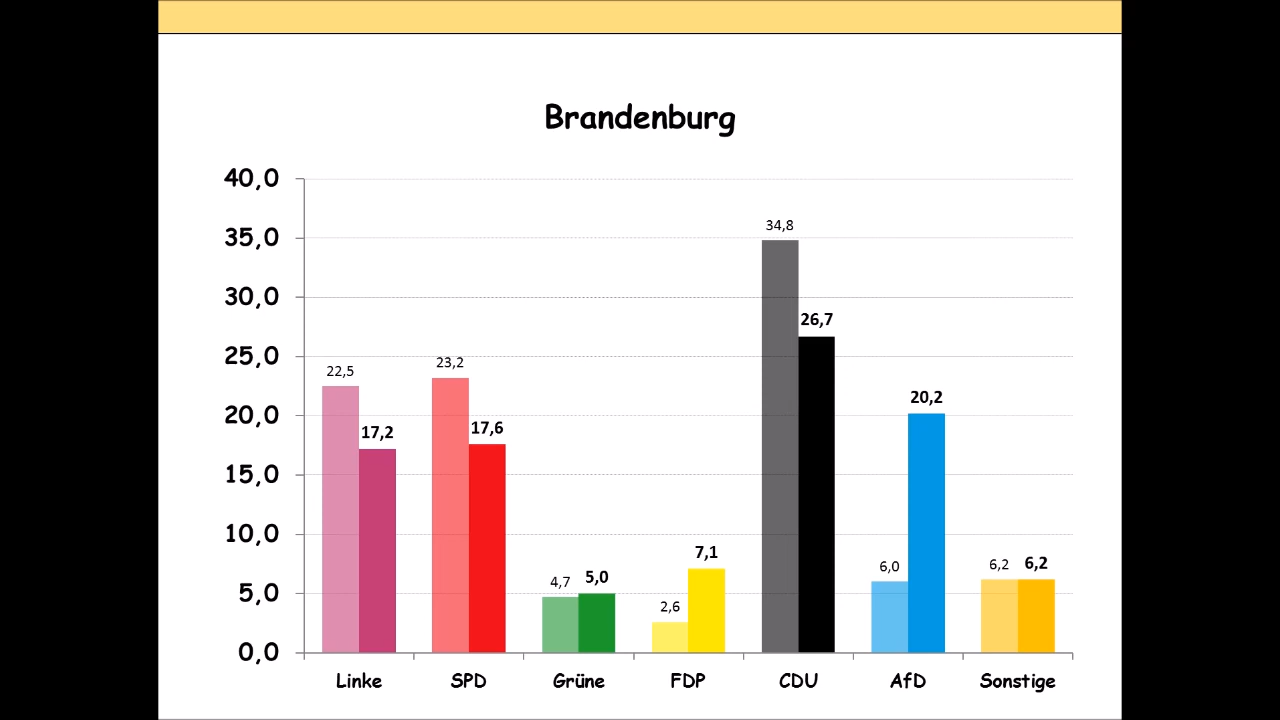 Brandenburg
40,0
35,0
30,0
25,0
20,0
15,0
10,0
5,0
0,0
22,5
17,2
23,2
17,6
4,7
5,0
2,6
7,1
34,8
26,7
6,0
20,2
6,2
6,2
Linke
SPD
Grüne
FDP
CDU
AfD
Sonstige